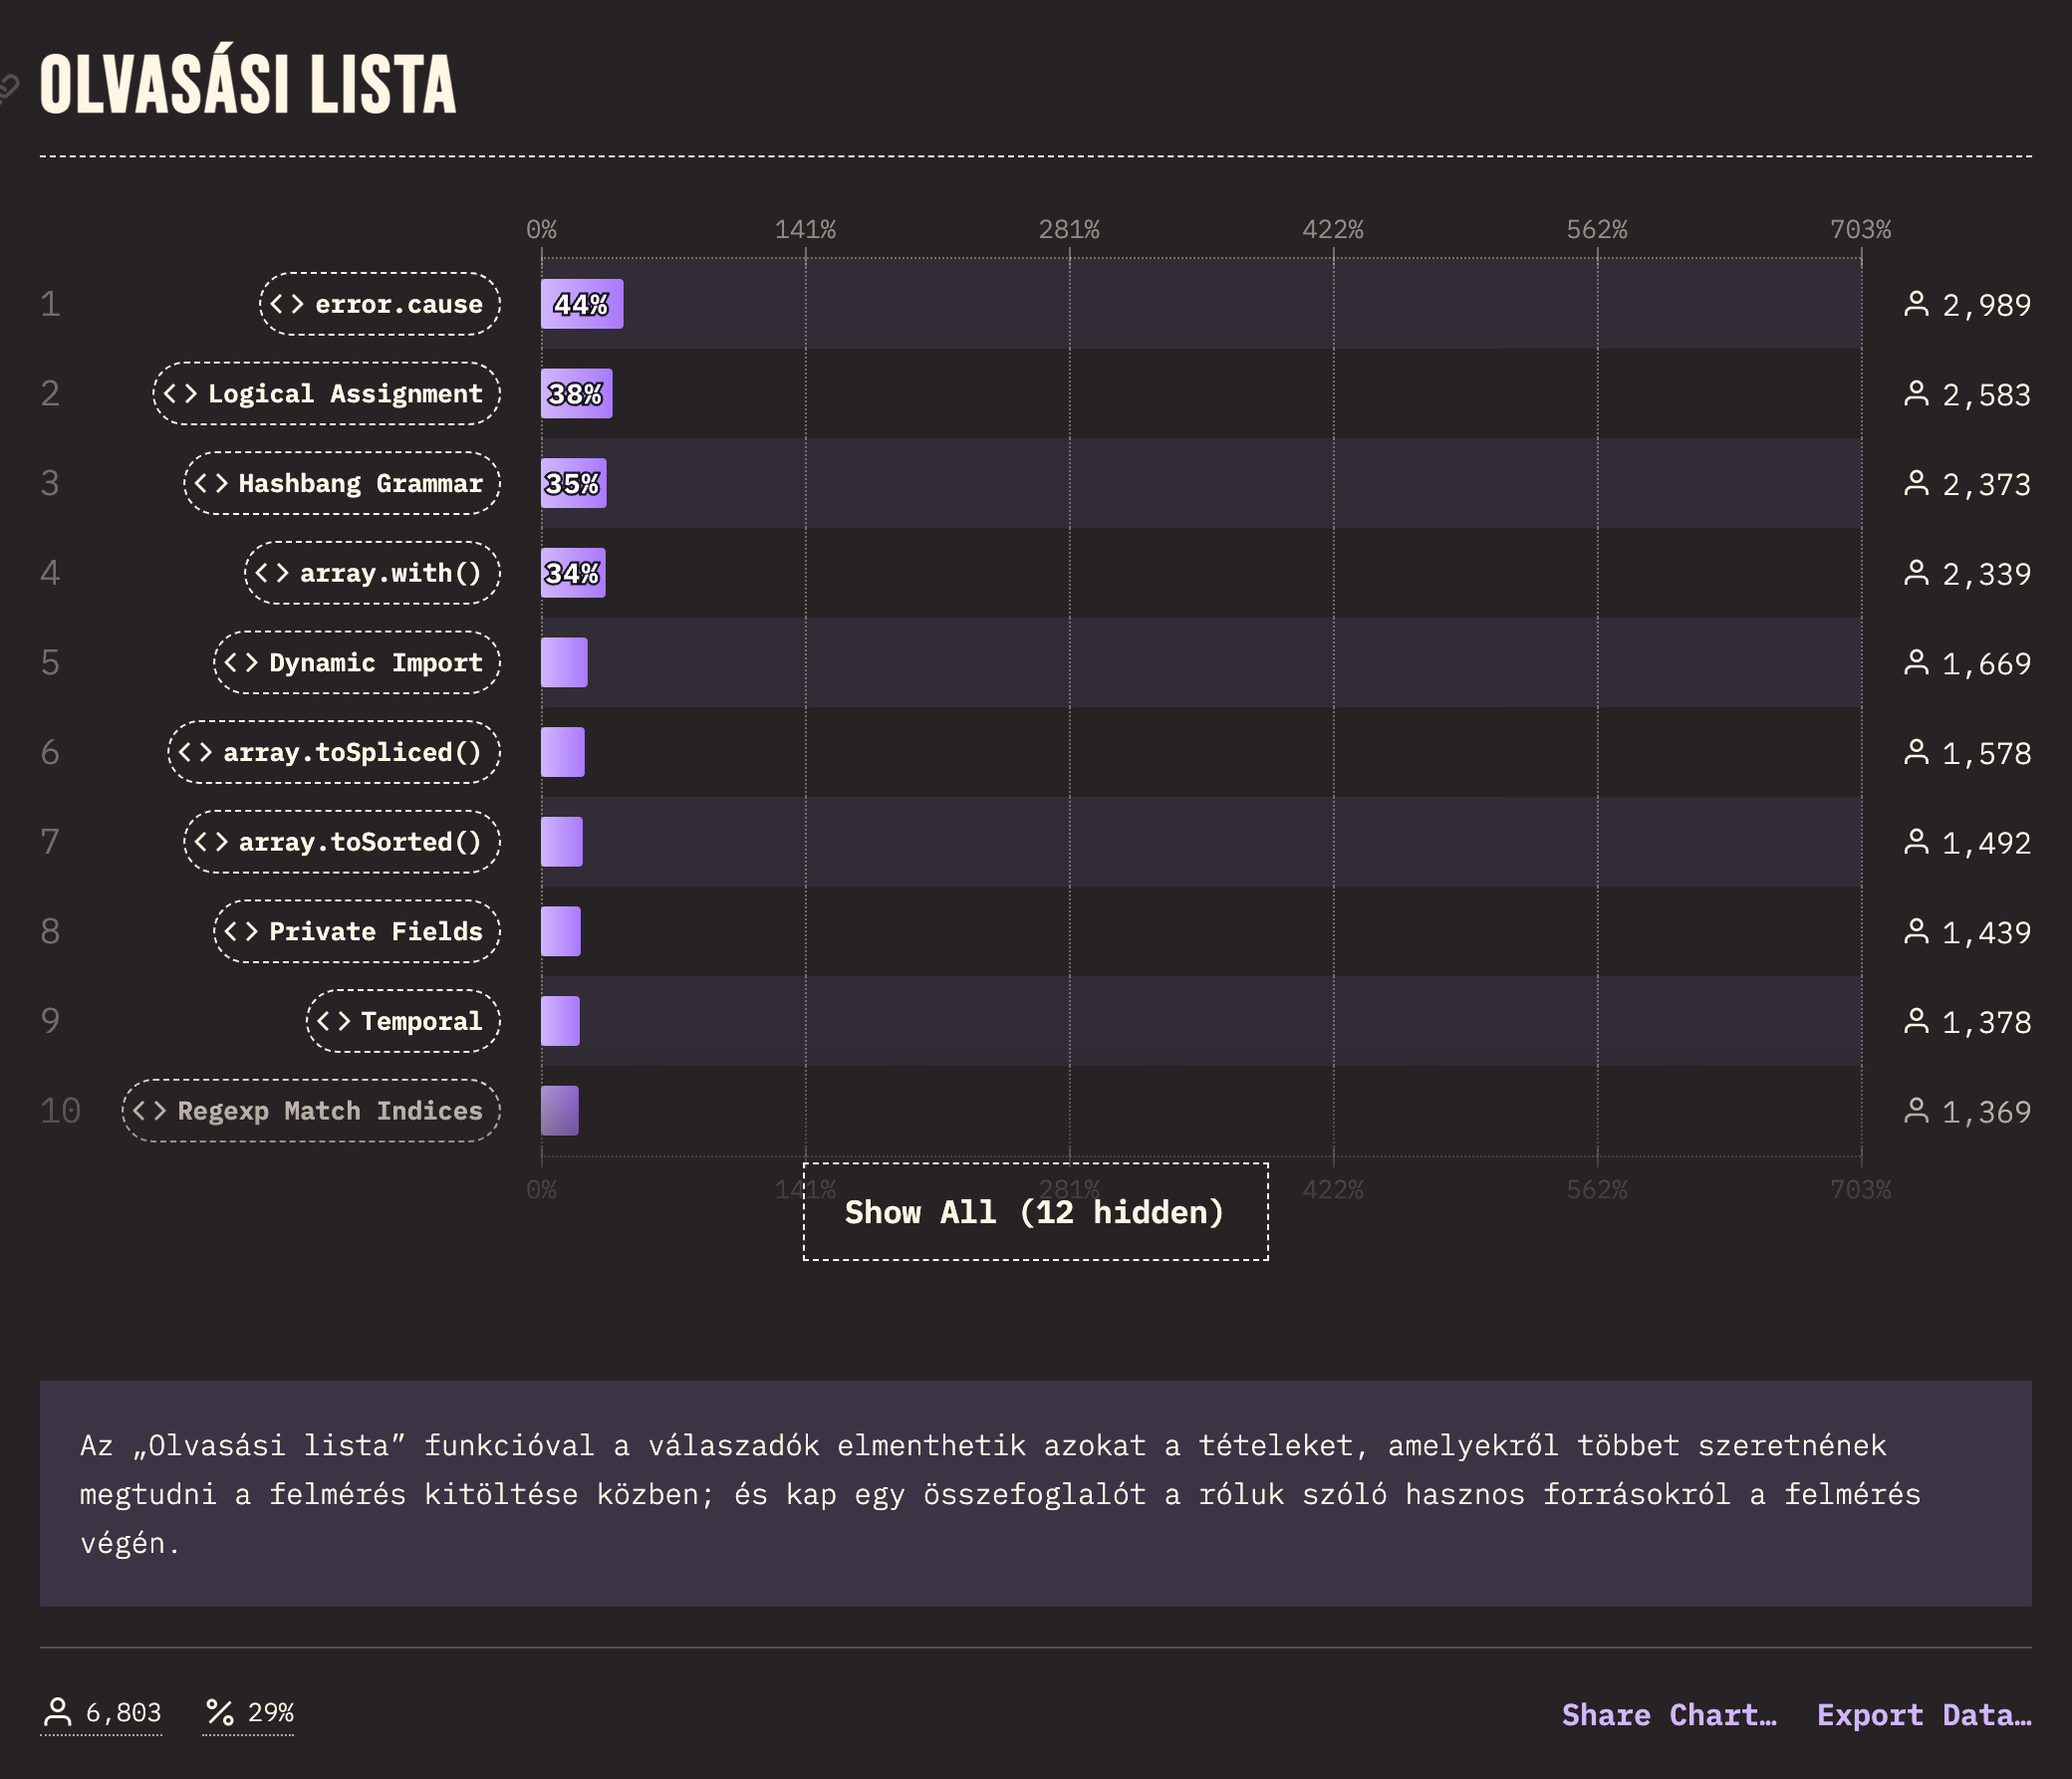 OLVASÁSI LISTA
0% 141% 281% 422% 562% 703%
1 <> error.cause 44% 2,989
2 <> Logical Assignment 38% 2,583
3 <> Hashbang Grammar 35% 2,373
4 <> array.with() 34% 2,339
5 <> Dynamic Import 1,669
6 <> array.toSpliced() 1,578
7 <> array.toSorted() 1,492
8 <> Private Fields 1,439
9 <> Temporal 1,378
10 <> Regexp Match Indices 1,369
0% 141% 281% 422% 562% 703%
Show All (12 hidden)
Az „Olvasási lista” funkcióval a válaszadók elmenthetik azokat a tételeket, amelyekről többet szeretnének
megtudni a felmérés kitöltése közben; és kap egy összefoglalót a róluk szóló hasznos forrásokról a felmérés
végén.
6,803 % 29% Share Chart… Export Data…